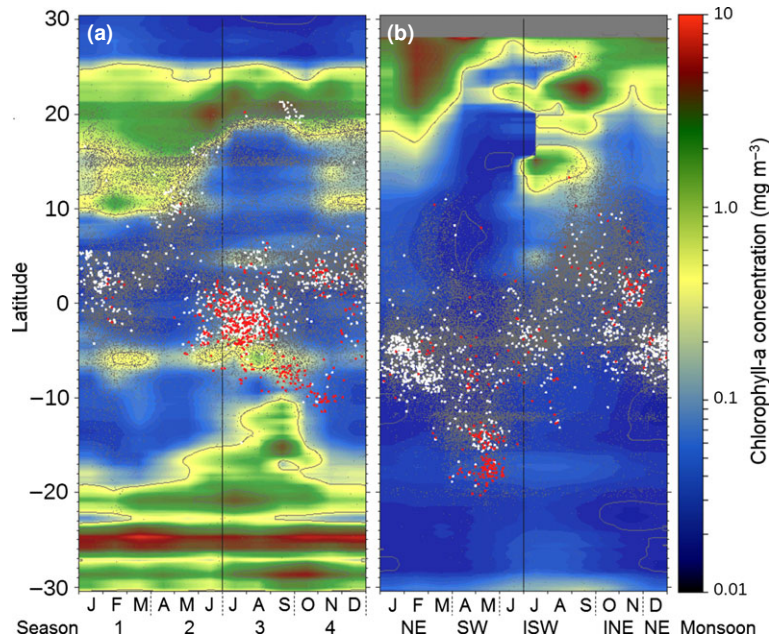 (a)
(b)
30
20
10
0
−10
−20
−30
Latitude
J F M A M J J A S O N D
J F M A M J J A S O N D
Season 1 2 3 4
NE SW ISW INE NE Monsoon
10
1.0
0.1
0.01
Chlorophyll-a concentration (mg m⁻³)